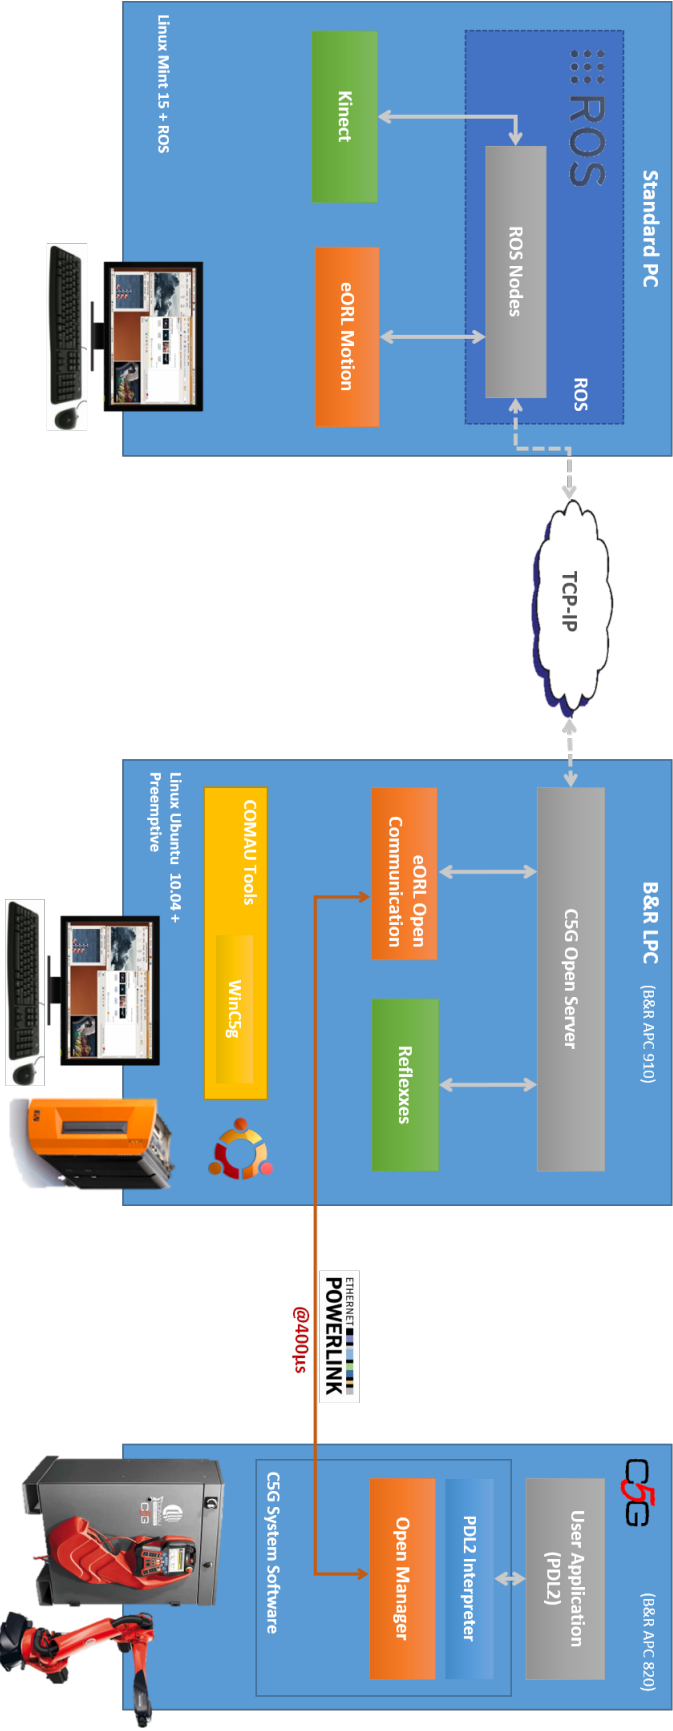 Standard PC
ROS
ROS
ROS Nodes
Kinect
eORL Motion
Linux Mint 15 + ROS
TCP-IP
B&R LPC
(B&R APC 910)
C5G Open Server
eORL Open
Communication
Reflexxes
COMAU Tools
WinC5g
Linux Ubuntu 10.04 +
Preemptive
ETHERNET
POWERLINK
@400µs
C5G
(B&R APC 820)
User Application
(PDL2)
PDL2 Interpreter
Open Manager
C5G System Software
C5G